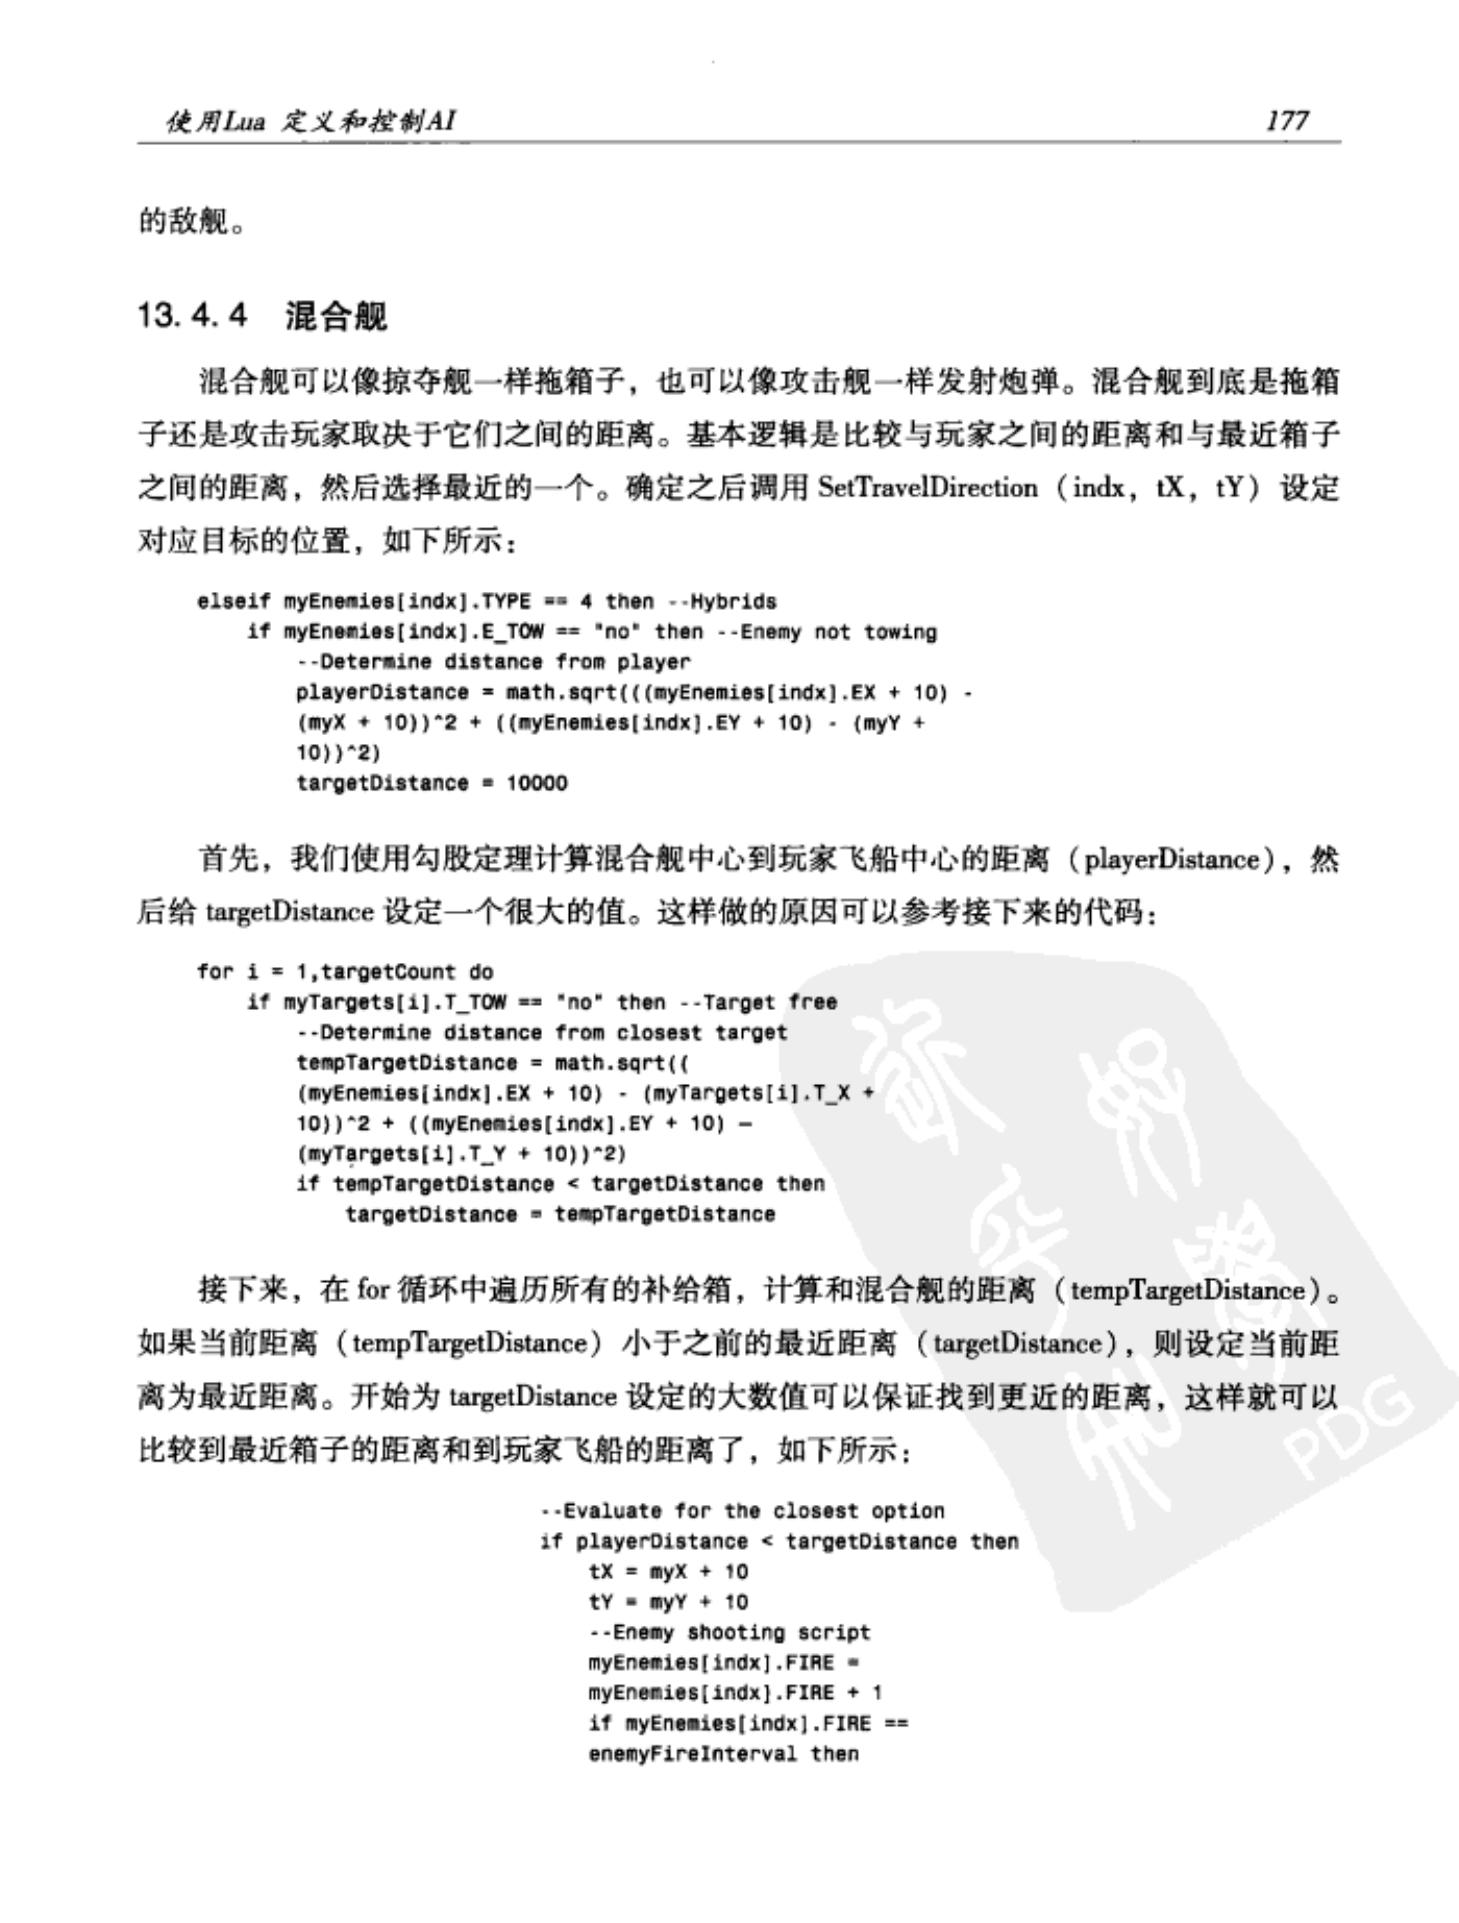 使用Lua 定义和控制AI 177
的敌舰。
13.4.4 混合舰
混合舰可以像掠夺舰一样拖箱子，也可以像攻击舰一样发射炮弹。混合舰到底是拖箱
子还是攻击玩家取决于它们之间的距离。基本逻辑是比较与玩家之间的距离和与最近箱子
之间的距离，然后选择最近的一个。确定之后调用 SetTravelDirection（indx，tX，tY）设定
对应目标的位置，如下所示：
elseif myEnemies[indx].TYPE == 4 then --Hybrids
if myEnemies[indx].E_TOW == "no" then --Enemy not towing
--Determine distance from player
playerDistance = math.sqrt(((myEnemies[indx].EX + 10) -
(myX + 10))^2 + ((myEnemies[indx].EY + 10) - (myY +
10))^2)
targetDistance = 10000
首先，我们使用勾股定理计算混合舰中心到玩家飞船中心的距离（playerDistance），然
后给 targetDistance 设定一个很大的值。这样做的原因可以参考接下来的代码：
for i = 1,targetCount do
if myTargets[i].T_TOW == "no" then --Target free
--Determine distance from closest target
tempTargetDistance = math.sqrt((
(myEnemies[indx].EX + 10) - (myTargets[i].T_X +
10))^2 + ((myEnemies[indx].EY + 10) –
(myTargets[i].T_Y + 10))^2)
if tempTargetDistance < targetDistance then
targetDistance = tempTargetDistance
接下来，在 for 循环中遍历所有的补给箱，计算和混合舰的距离（tempTargetDistance）。
如果当前距离（tempTargetDistance）小于之前的最近距离（targetDistance），则设定当前距
离为最近距离。开始为 targetDistance 设定的大数值可以保证找到更近的距离，这样就可以
比较到最近箱子的距离和到玩家飞船的距离了，如下所示：
PDG
--Evaluate for the closest option
if playerDistance < targetDistance then
tX = myX + 10
tY = myY + 10
--Enemy shooting script
myEnemies[indx].FIRE =
myEnemies[indx].FIRE + 1
if myEnemies[indx].FIRE ==
enemyFireInterval then